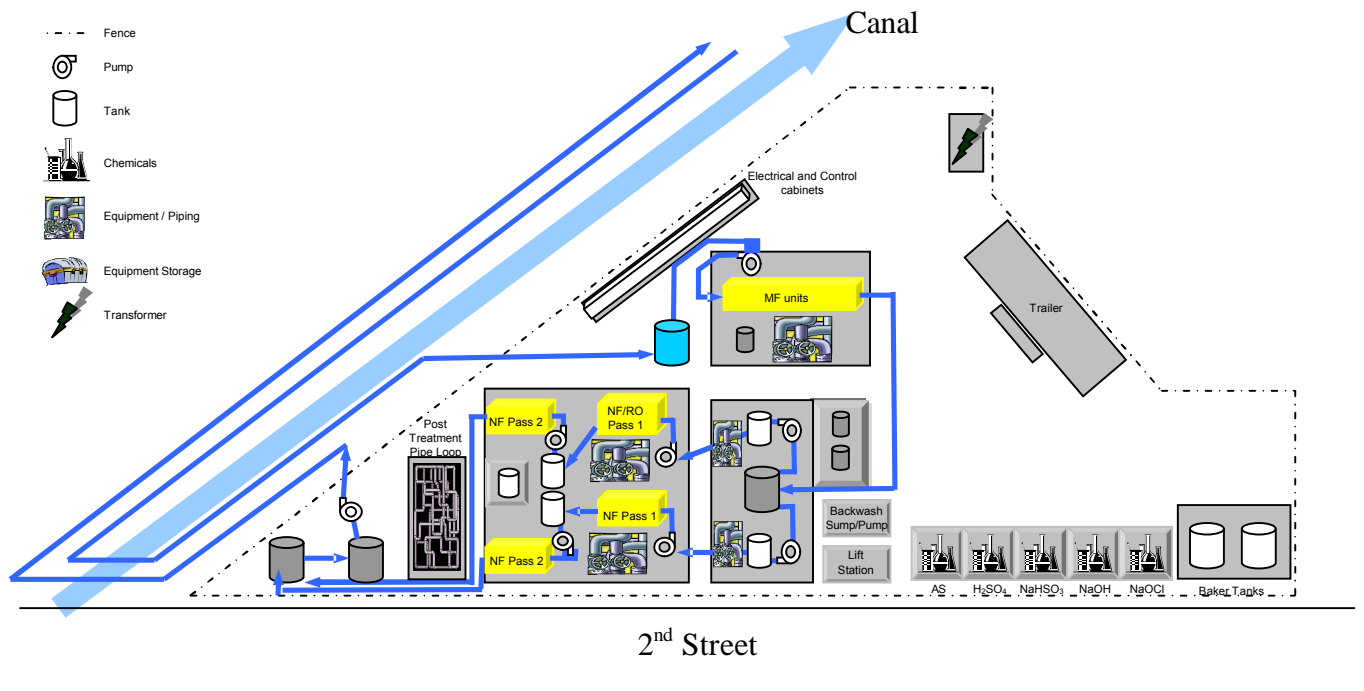 Canal
Fence
Pump
Tank
Chemicals
Equipment / Piping
Equipment Storage
Transformer
Electrical and Control
cabinets
MF units
Trailer
Post
Treatment
Pipe Loop
NF Pass 2
NF/RO
Pass 1
NF Pass 1
NF Pass 2
Backwash
Sump/Pump
Lift
Station
AS
H₂SO₄
NaHSO₃
NaOH
NaOCl
Baker Tanks
2nd Street